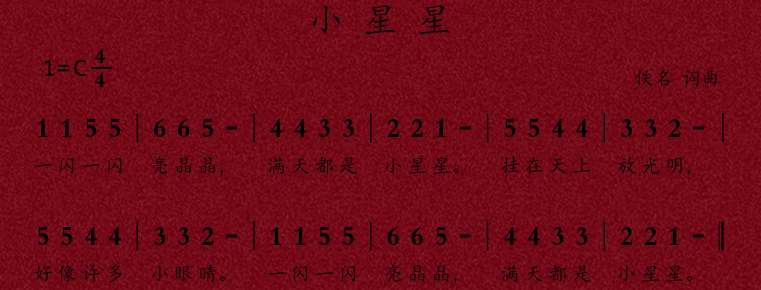 小星星
1=C 4/4
佚名 词曲
1 1 5 5 | 6 6 5 - | 4 4 3 3 | 2 2 1 - | 5 5 4 4 | 3 3 2 - |
一闪一闪 亮晶晶， 满天都是 小星星。 挂在天上 放光明，
5 5 4 4 | 3 3 2 - | 1 1 5 5 | 6 6 5 - | 4 4 3 3 | 2 2 1 - ‖
好像许多 小眼睛。 一闪一闪 亮晶晶， 满天都是 小星星。